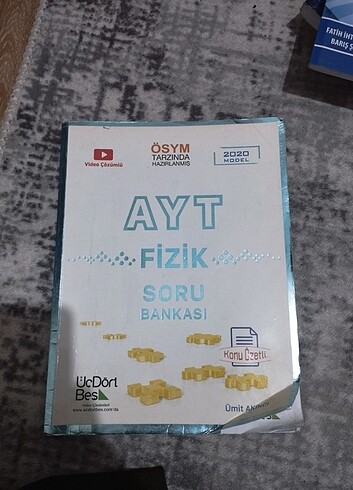 FATİH İHT
BARIŞ
Video Çözümlü
ÖSYM
TARZINDA
HAZIRLANMIŞ
2020
MODEL
AYT
FİZİK
SORU
BANKASI
Konu Özetli
ÜçDört
Beş
Ümit